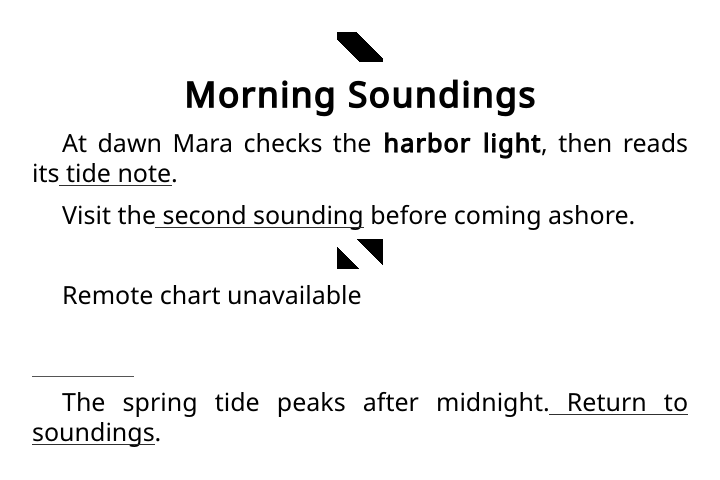 Morning Soundings
At dawn Mara checks the harbor light, then reads
its tide note.
Visit the second sounding before coming ashore.
Remote chart unavailable
The spring tide peaks after midnight. Return to
soundings.